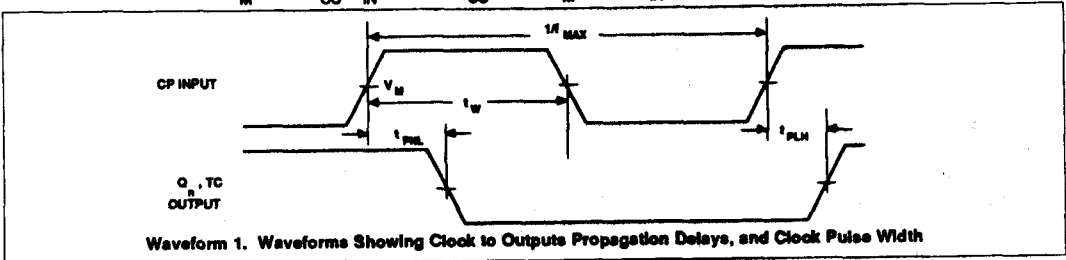 1/f MAX
CP INPUT
V M
t W
t PHL
t PLH
Q n , TC
OUTPUT
Waveform 1. Waveforms Showing Clock to Outputs Propagation Delays, and Clock Pulse Width